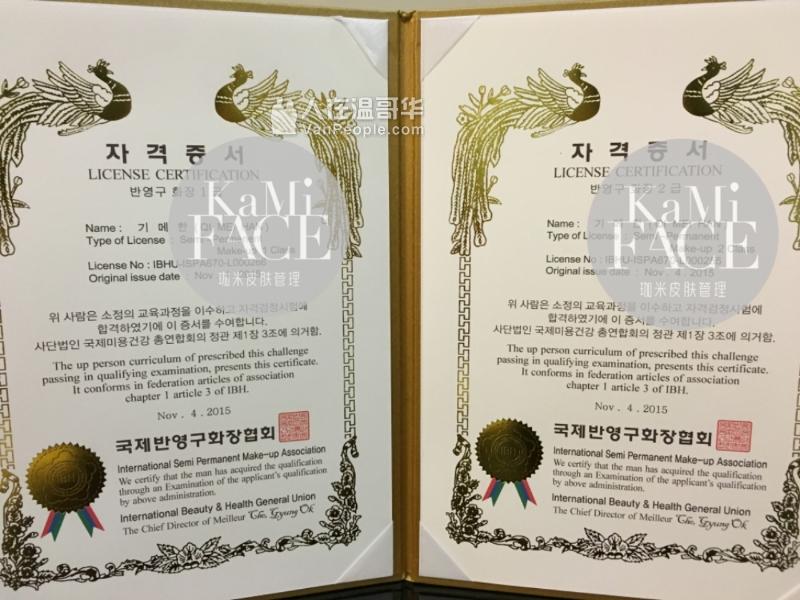 자격증서
LICENSE CERTIFICATION
반영구 화장 1급
Name : 기메한
Type of License : Semi-Permanent
Make-up 1 Class
License No : IBHU-ISPA670-L000266
Original issue date : Nov . 4 . 2015
위 사람은 소정의 교육과정을 이수하고 자격검정시험에
합격하였기에 이 증서를 수여합니다.
사단법인 국제미용건강 총연합회의 정관 제1장 3조에 의거함.
The up person curriculum of prescribed this challenge
passing in qualifying examination, presents this certificate.
It conforms in federation articles of association
chapter 1 article 3 of IBH.
Nov . 4 . 2015
국제반영구화장협회
International Semi Permanent Make-up Association
We certify that the man has acquired the qualification
through an Examination of the applicant's qualification
by above administration.
International Beauty & Health General Union
The Chief Director of Meilleur Cho, Gyung Ok
KaMi
FACE
珈米皮肤管理
人在温哥华
VanPeople.com
자격증서
LICENSE CERTIFICATION
반영구 화장 2급
Name : 기
Type of License : Semi-Permanent
Make-up 2 Class
License No : IBHU-ISPA670-L000265
Original issue date : Nov . 4 . 2015
위 사람은 소정의 교육과정을 이수하고 자격검정시험에
합격하였기에 이 증서를 수여합니다.
사단법인 국제미용건강 총연합회의 정관 제1장 3조에 의거함.
The up person curriculum of prescribed this challenge
passing in qualifying examination, presents this certificate.
It conforms in federation articles of association
chapter 1 article 3 of IBH.
Nov . 4 . 2015
국제반영구화장협회
International Semi Permanent Make-up Association
We certify that the man has acquired the qualification
through an Examination of the applicant's qualification
by above administration.
International Beauty & Health General Union
The Chief Director of Meilleur Cho, Gyung Ok
KaMi
FACE
珈米皮肤管理